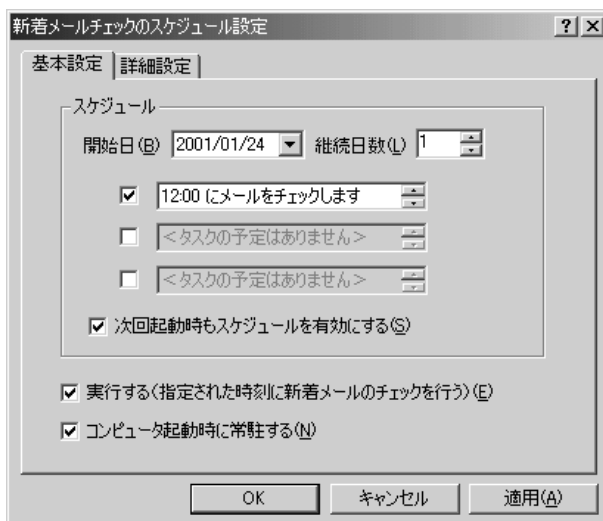 新着メールチェックのスケジュール設定
基本設定 詳細設定
スケジュール
開始日(B) 2001/01/24 継続日数(L) 1
12:00 にメールをチェックします
<タスクの予定はありません>
<タスクの予定はありません>
次回起動時もスケジュールを有効にする(S)
実行する(指定された時刻に新着メールのチェックを行う)(E)
コンピュータ起動時に常駐する(N)
OK キャンセル 適用(A)